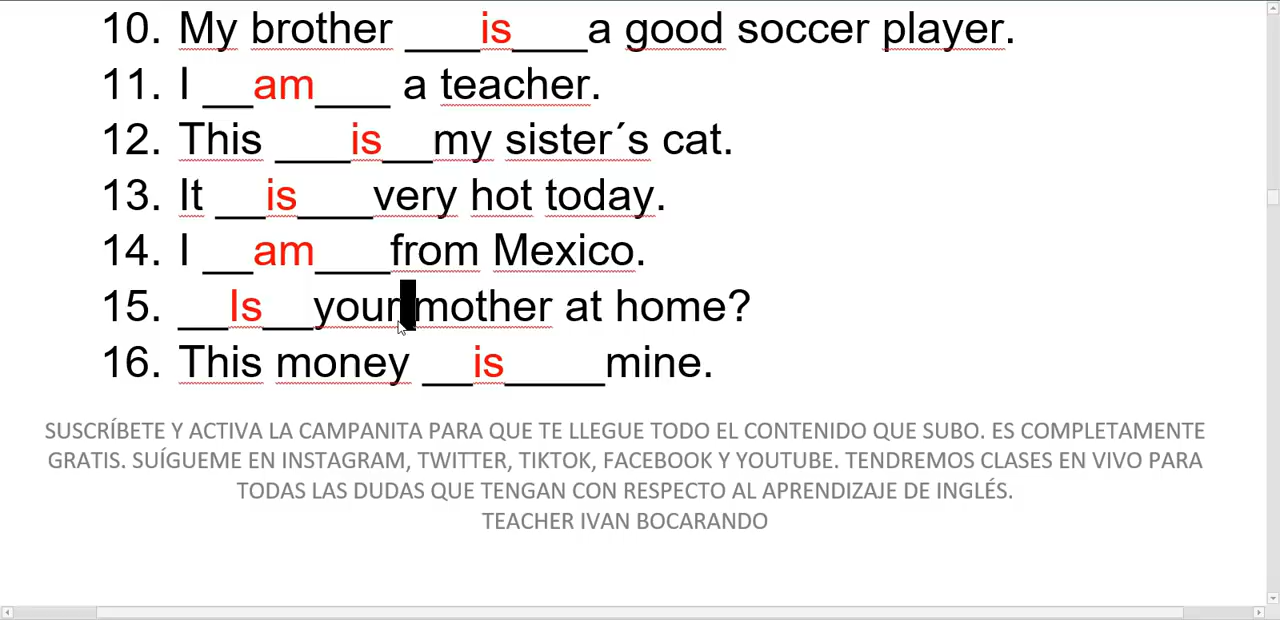 10. My brother ___is___a good soccer player.
11. I __am___ a teacher.
12. This ___is__my sister´s cat.
13. It __is___very hot today.
14. I __am___from Mexico.
15. __Is__your mother at home?
16. This money __is____mine.
SUSCRÍBETE Y ACTIVA LA CAMPANITA PARA QUE TE LLEGUE TODO EL CONTENIDO QUE SUBO. ES COMPLETAMENTE
GRATIS. SUÍGUEME EN INSTAGRAM, TWITTER, TIKTOK, FACEBOOK Y YOUTUBE. TENDREMOS CLASES EN VIVO PARA
TODAS LAS DUDAS QUE TENGAN CON RESPECTO AL APRENDIZAJE DE INGLÉS.
TEACHER IVAN BOCARANDO